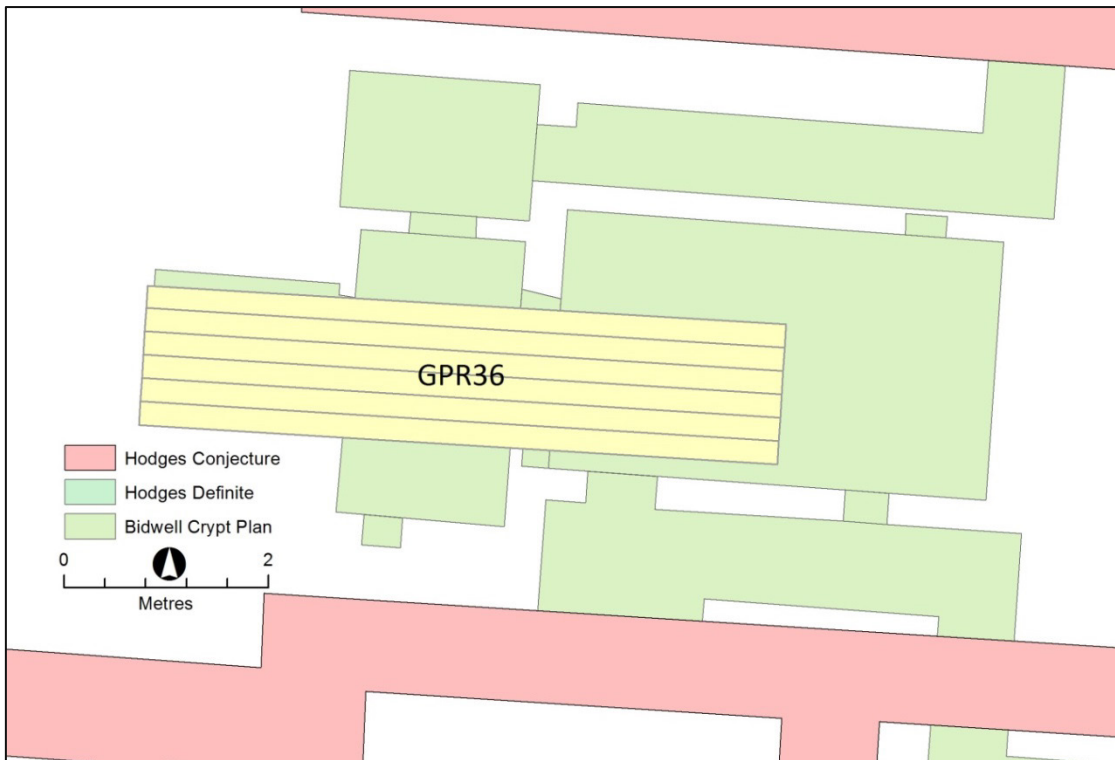 GPR36
Hodges Conjecture
Hodges Definite
Bidwell Crypt Plan
0 2
Metres